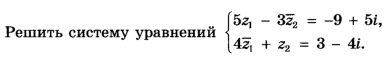 Решить систему уравнений { 5z₁ − 3z̅₂ = −9 + 5i,
4z̅₁ + z₂ = 3 − 4i.